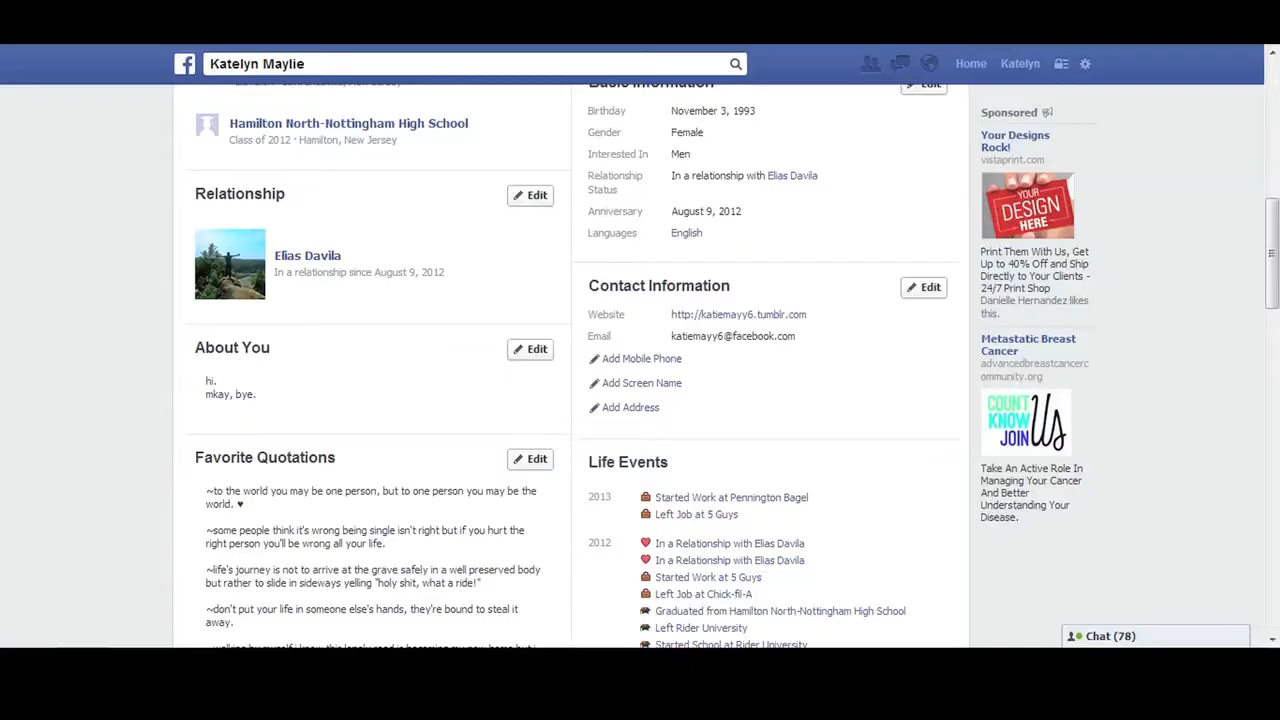 Katelyn Maylie
Home
Katelyn
Hamilton North-Nottingham High School
Class of 2012 · Hamilton, New Jersey
Relationship
Edit
Elias Davila
In a relationship since August 9, 2012
About You
Edit
hi.
mkay, bye.
Favorite Quotations
Edit
~to the world you may be one person, but to one person you may be the
world. ♥
~some people think it's wrong being single isn't right but if you hurt the
right person you'll be wrong all your life.
~life's journey is not to arrive at the grave safely in a well preserved body
but rather to slide in sideways yelling "holy shit, what a ride!"
~don't put your life in someone else's hands, they're bound to steal it
away.
Basic Information
Edit
Birthday November 3, 1993
Gender Female
Interested In Men
Relationship In a relationship with Elias Davila
Status
Anniversary August 9, 2012
Languages English
Contact Information
Edit
Website http://katiemayy6.tumblr.com
Email katiemayy6@facebook.com
Add Mobile Phone
Add Screen Name
Add Address
Life Events
2013 Started Work at Pennington Bagel
Left Job at 5 Guys
2012 In a Relationship with Elias Davila
In a Relationship with Elias Davila
Started Work at 5 Guys
Left Job at Chick-fil-A
Graduated from Hamilton North-Nottingham High School
Left Rider University
Started School at Rider University
Sponsored
Your Designs
Rock!
vistaprint.com
YOUR
DESIGN
HERE
Print Them With Us, Get
Up to 40% Off and Ship
Directly to Your Clients -
24/7 Print Shop
Danielle Hernandez likes
this.
Metastatic Breast
Cancer
advancedbreastcancerc
ommunity.org
COUNT
KNOW
JOIN
Us
Take An Active Role In
Managing Your Cancer
And Better
Understanding Your
Disease.
Chat (78)